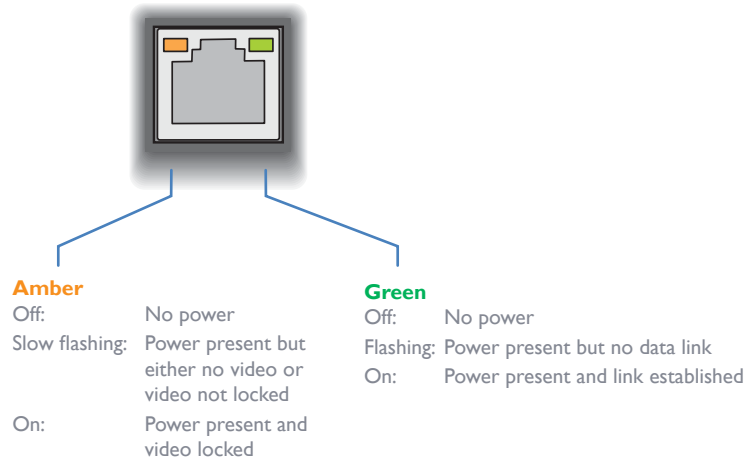 Amber
Off: No power
Slow flashing: Power present but
either no video or
video not locked
On: Power present and
video locked
Green
Off: No power
Flashing: Power present but no data link
On: Power present and link established